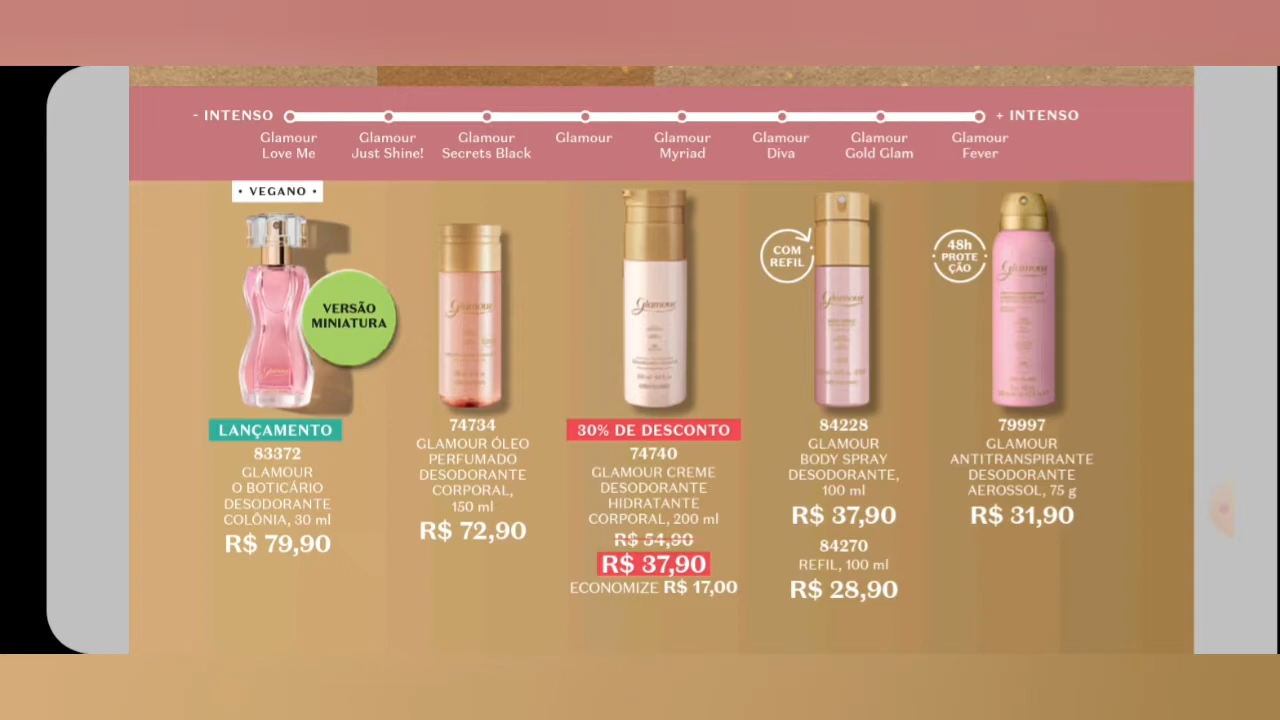 - INTENSO
+ INTENSO
Glamour
Love Me
Glamour
Just Shine!
Glamour
Secrets Black
Glamour
Glamour
Myriad
Glamour
Diva
Glamour
Gold Glam
Glamour
Fever
• VEGANO •
VERSÃO
MINIATURA
LANÇAMENTO
83372
GLAMOUR
O BOTICÁRIO
DESODORANTE
COLÔNIA, 30 ml
R$ 79,90
Glamour
74734
GLAMOUR ÓLEO
PERFUMADO
DESODORANTE
CORPORAL,
150 ml
R$ 72,90
Glamour
30% DE DESCONTO
74740
GLAMOUR CREME
DESODORANTE
HIDRATANTE
CORPORAL, 200 ml
R$ 54,90
R$ 37,90
ECONOMIZE R$ 17,00
COM
REFIL
Glamour
84228
GLAMOUR
BODY SPRAY
DESODORANTE,
100 ml
R$ 37,90
84270
REFIL, 100 ml
R$ 28,90
48h
PROTE
ÇÃO
Glamour
79997
GLAMOUR
ANTITRANSPIRANTE
DESODORANTE
AEROSSOL, 75 g
R$ 31,90